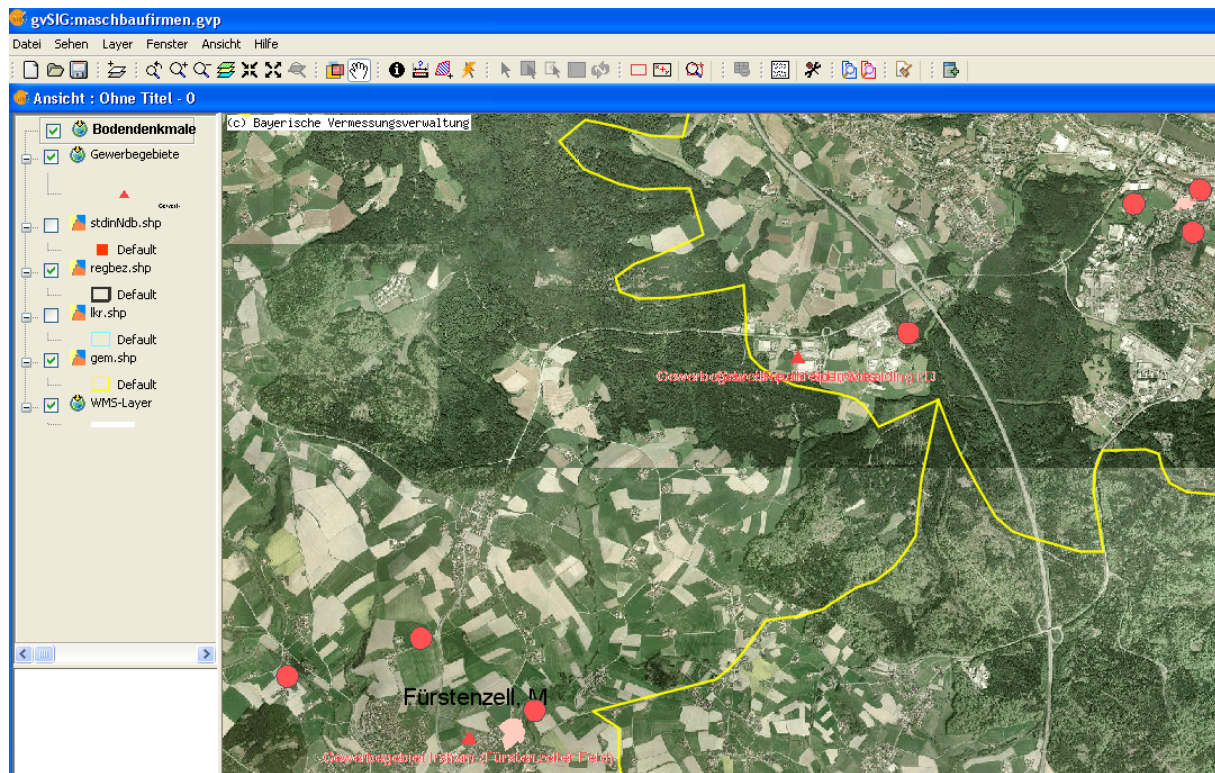 gvSIG:maschbaufirmen.gvp
Datei Sehen Layer Fenster Ansicht Hilfe
Ansicht : Ohne Titel - 0
Bodendenkmale
Gewerbegebiete
stdinNdb.shp
Default
regbez.shp
Default
lkr.shp
Default
gem.shp
Default
WMS-Layer
(c) Bayerische Vermessungsverwaltung
Fürstenzell, M
Gewerbegebiet